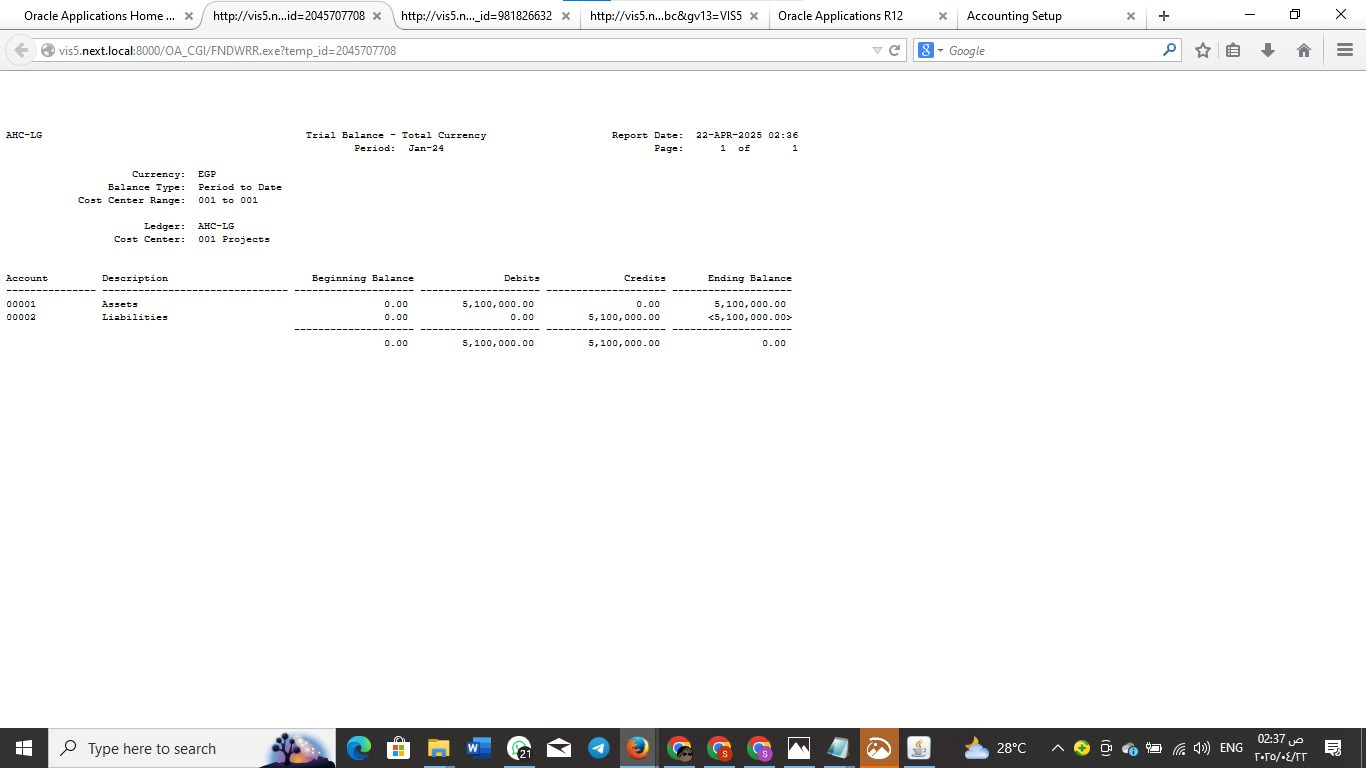 Oracle Applications Home ... × http://vis5.n...id=2045707708 × http://vis5.n..._id=981826632 × http://vis5.n...bc&gv13=VIS5 × Oracle Applications R12 × Accounting Setup × +
vis5.next.local:8000/OA_CGI/FNDWRR.exe?temp_id=2045707708 8 Google
AHC-LG Trial Balance - Total Currency Report Date: 22-APR-2025 02:36
Period: Jan-24 Page: 1 of 1
Currency: EGP
Balance Type: Period to Date
Cost Center Range: 001 to 001
Ledger: AHC-LG
Cost Center: 001 Projects
Account Description Beginning Balance Debits Credits Ending Balance
00001 Assets 0.00 5,100,000.00 0.00 5,100,000.00
00002 Liabilities 0.00 0.00 5,100,000.00 <5,100,000.00>
0.00 5,100,000.00 5,100,000.00 0.00
Type here to search 21 28°C ENG 02:37 ص
٢٠٢٥/٠٤/٢٢